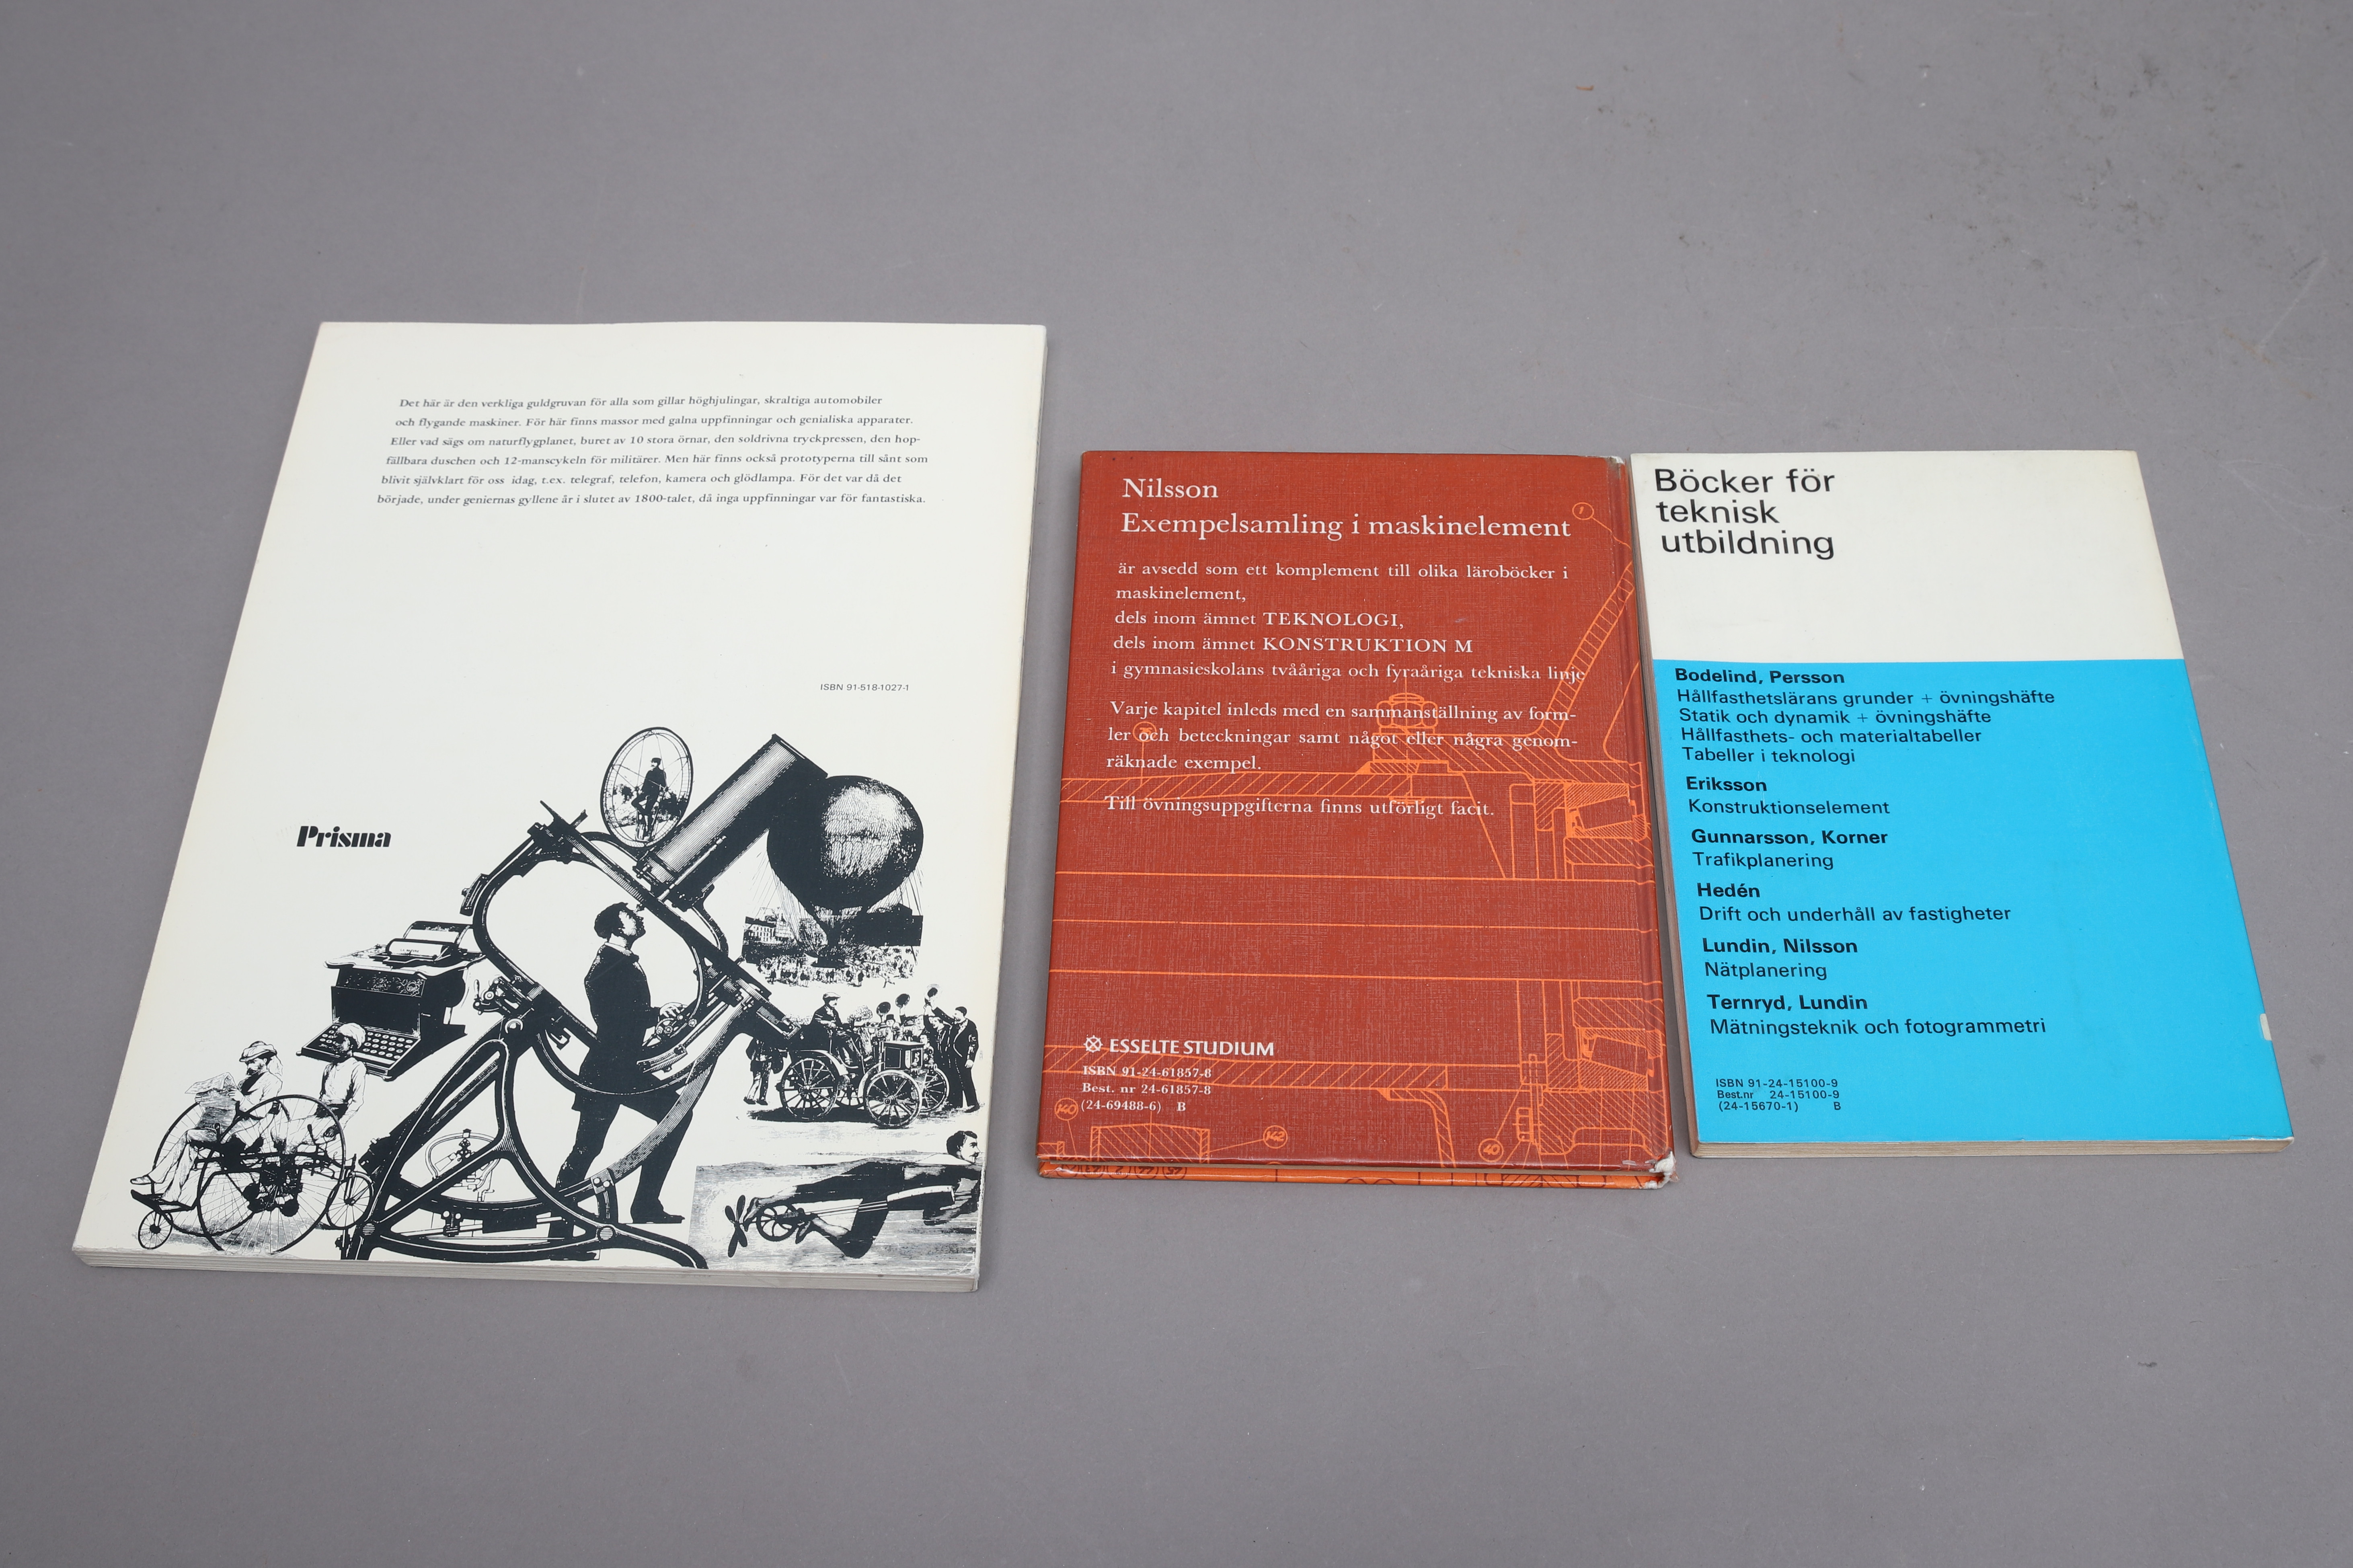 Det här är den verkliga guldgruvan för alla som gillar höghjulingar, skraltiga automobiler
och flygande maskiner. För här finns massor med galna uppfinningar och genialiska apparater.
Eller vad sägs om naturflygplanet, buret av 10 stora örnar, den soldrivna tryckpressen, den hop-
fällbara duschen och 12-manscykeln för militärer. Men här finns också prototyperna till sånt som
blivit självklart för oss idag, t.ex. telegraf, telefon, kamera och glödlampa. För det var då det
började, under geniernas gyllene år i slutet av 1800-talet, då inga uppfinningar var för fantastiska.
ISBN 91-518-1027-1
Prisma
Nilsson
Exempelsamling i maskinelement
är avsedd som ett komplement till olika läroböcker i
maskinelement,
dels inom ämnet TEKNOLOGI,
dels inom ämnet KONSTRUKTION M
i gymnasieskolans tvååriga och fyraåriga tekniska linje
Varje kapitel inleds med en sammanställning av form-
ler och beteckningar samt något eller några genom-
räknade exempel.
Till övningsuppgifterna finns utförligt facit.
ESSELTE STUDIUM
ISBN 91-24-61857-8
Best. nr 24-61857-8
(24-69488-6) B
140
142
40
Böcker för
teknisk
utbildning
Bodelind, Persson
Hållfasthetslärans grunder + övningshäfte
Statik och dynamik + övningshäfte
Hållfasthets- och materialtabeller
Tabeller i teknologi
Eriksson
Konstruktionselement
Gunnarsson, Korner
Trafikplanering
Hedén
Drift och underhåll av fastigheter
Lundin, Nilsson
Nätplanering
Ternryd, Lundin
Mätningsteknik och fotogrammetri
ISBN 91-24-15100-9
Best.nr 24-15100-9
(24-15670-1) B